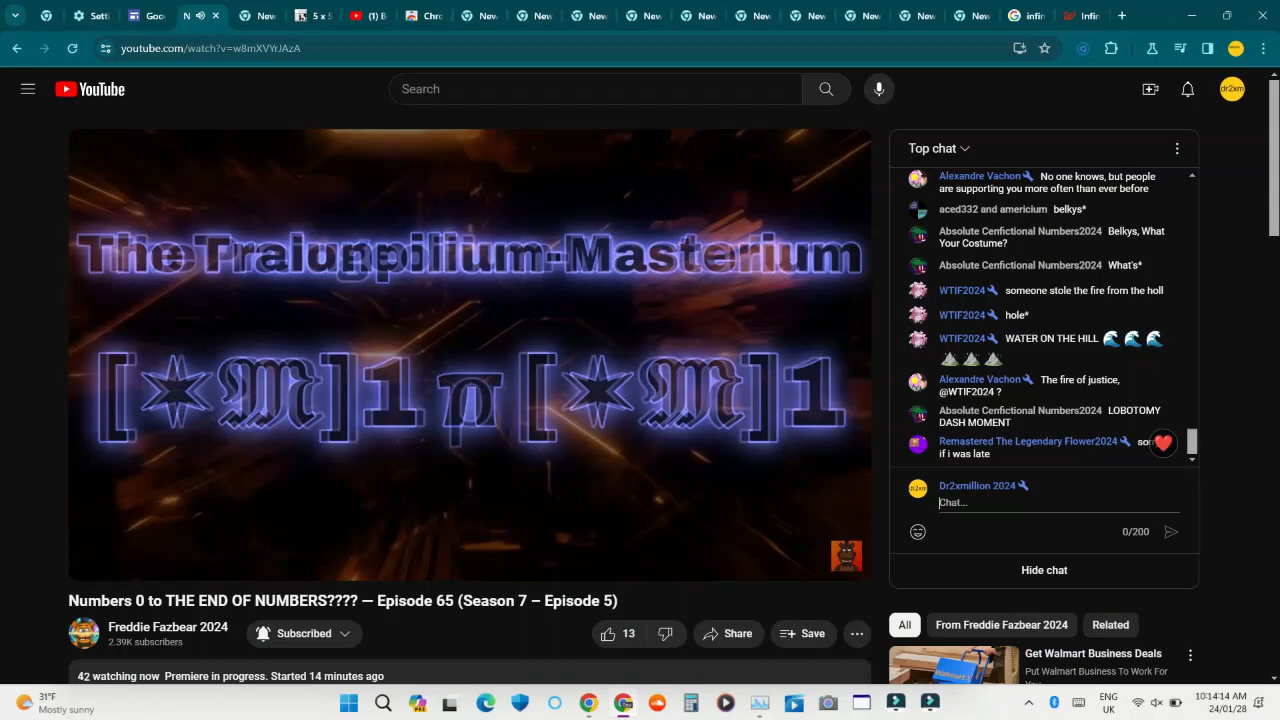 Setti
Goo
N
New
5 x 5
(1) B
Chro
New
New
New
New
New
New
New
New
New
New
infin
Infin
youtube.com/watch?v=w8mXVYrJAzA
YouTube
Search
dr2xm
The Praluppilium-Masterium
[✶𝔐]1 π [✶𝔐]1
Top chat
Alexandre Vachon No one knows, but people
are supporting you more often than ever before
aced332 and americium belkys*
Absolute Cenfictional Numbers2024 Belkys, What
Your Costume?
Absolute Cenfictional Numbers2024 What's*
WTIF2024 someone stole the fire from the holl
WTIF2024 hole*
WTIF2024 WATER ON THE HILL 🌊 🌊 🌊
⛰️ ⛰️ ⛰️
Alexandre Vachon The fire of justice,
@WTIF2024 ?
Absolute Cenfictional Numbers2024 LOBOTOMY
DASH MOMENT
Remastered The Legendary Flower2024
if i was late
Dr2xmillion 2024
Chat...
0/200
Hide chat
Numbers 0 to THE END OF NUMBERS???? — Episode 65 (Season 7 – Episode 5)
Freddie Fazbear 2024
2.39K subscribers
Subscribed
13
Share
Save
42 watching now Premiere in progress. Started 14 minutes ago
All
From Freddie Fazbear 2024
Related
Get Walmart Business Deals
Put Walmart Business To Work For
31°F
Mostly sunny
ENG
UK
10:14:14 AM
24/01/28